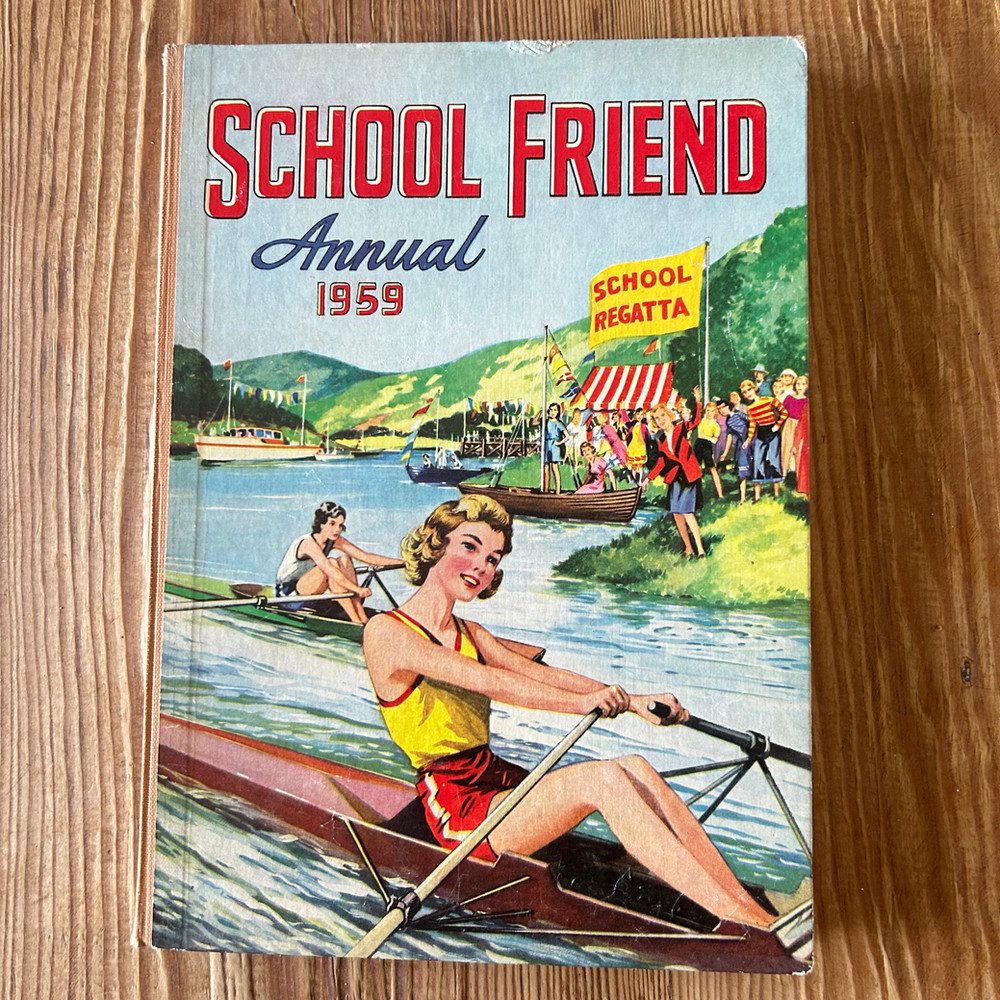 SCHOOL FRIEND
Annual
1959
SCHOOL
REGATTA